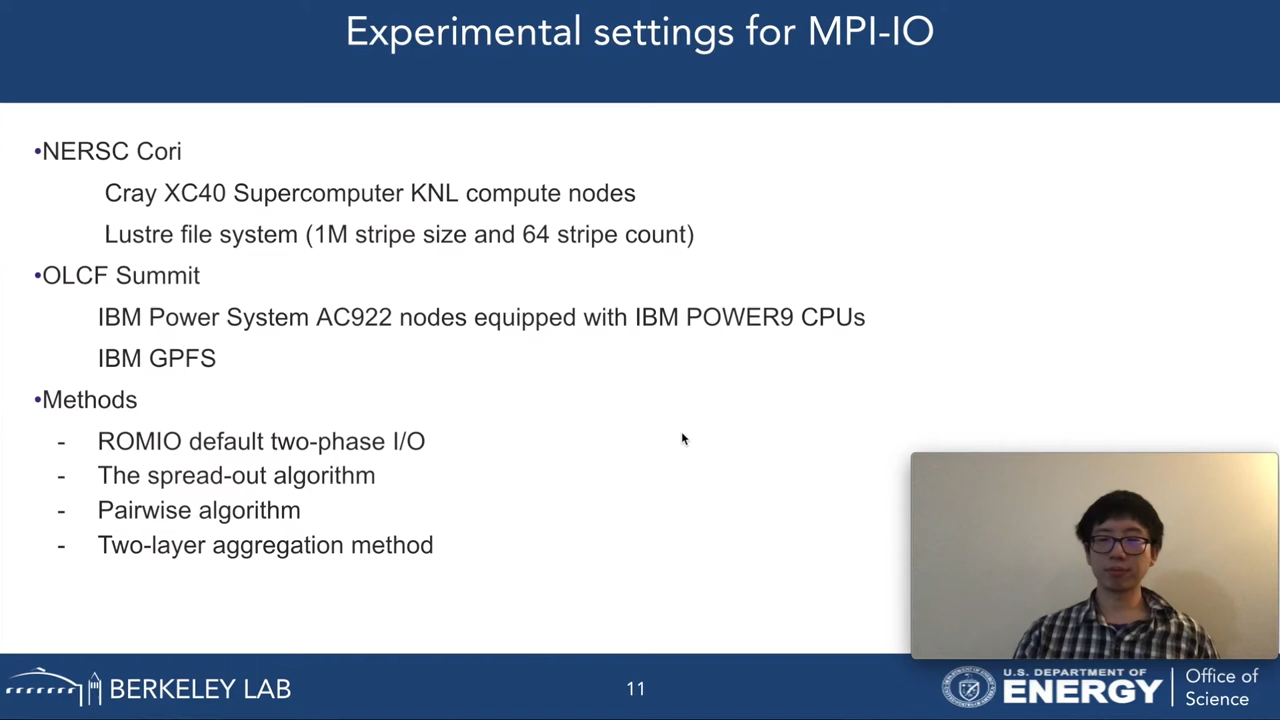 Experimental settings for MPI-IO
•NERSC Cori
Cray XC40 Supercomputer KNL compute nodes
Lustre file system (1M stripe size and 64 stripe count)
•OLCF Summit
IBM Power System AC922 nodes equipped with IBM POWER9 CPUs
IBM GPFS
•Methods
- ROMIO default two-phase I/O
- The spread-out algorithm
- Pairwise algorithm
- Two-layer aggregation method
BERKELEY LAB
11
U.S. DEPARTMENT OF
ENERGY
Office of
Science